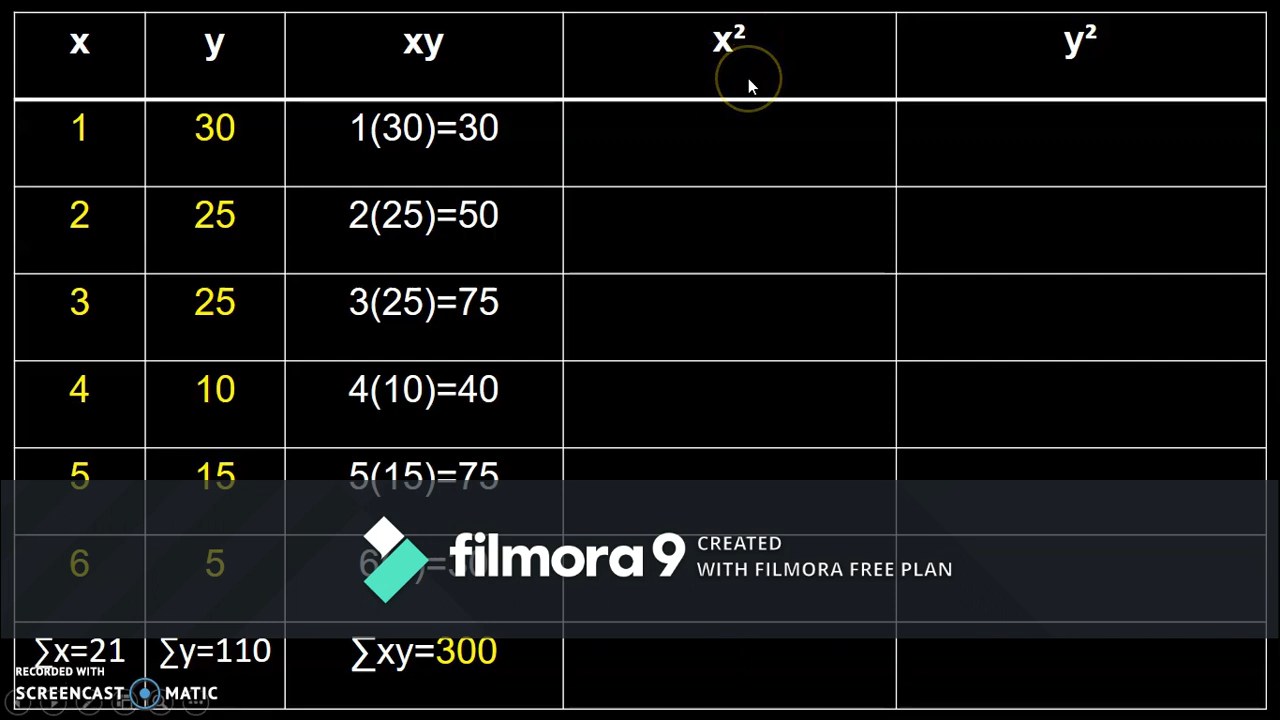 x y xy x² y²
1 30 1(30)=30
2 25 2(25)=50
3 25 3(25)=75
4 10 4(10)=40
5 15 5(15)=75
6 5
filmora 9 CREATED
WITH FILMORA FREE PLAN
∑x=21 ∑y=110 ∑xy=300
RECORDED WITH
SCREENCAST MATIC